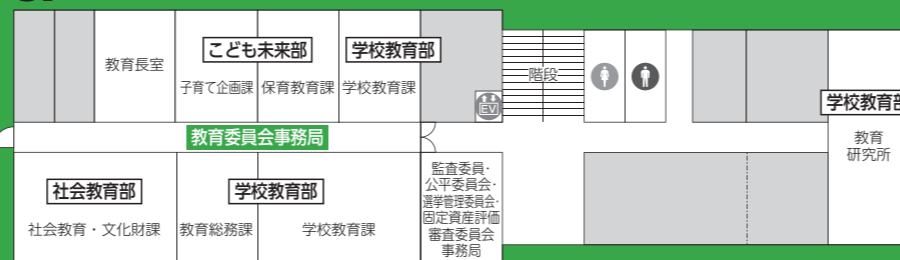 こども未来部
学校教育部
教育長室
子育て企画課
保育教育課
学校教育課
階段
EV
学校教育部
教育
研究所
教育委員会事務局
社会教育部
学校教育部
社会教育・文化財課
教育総務課
学校教育課
監査委員・
公平委員会・
選挙管理委員会・
固定資産評価
審査委員会
事務局